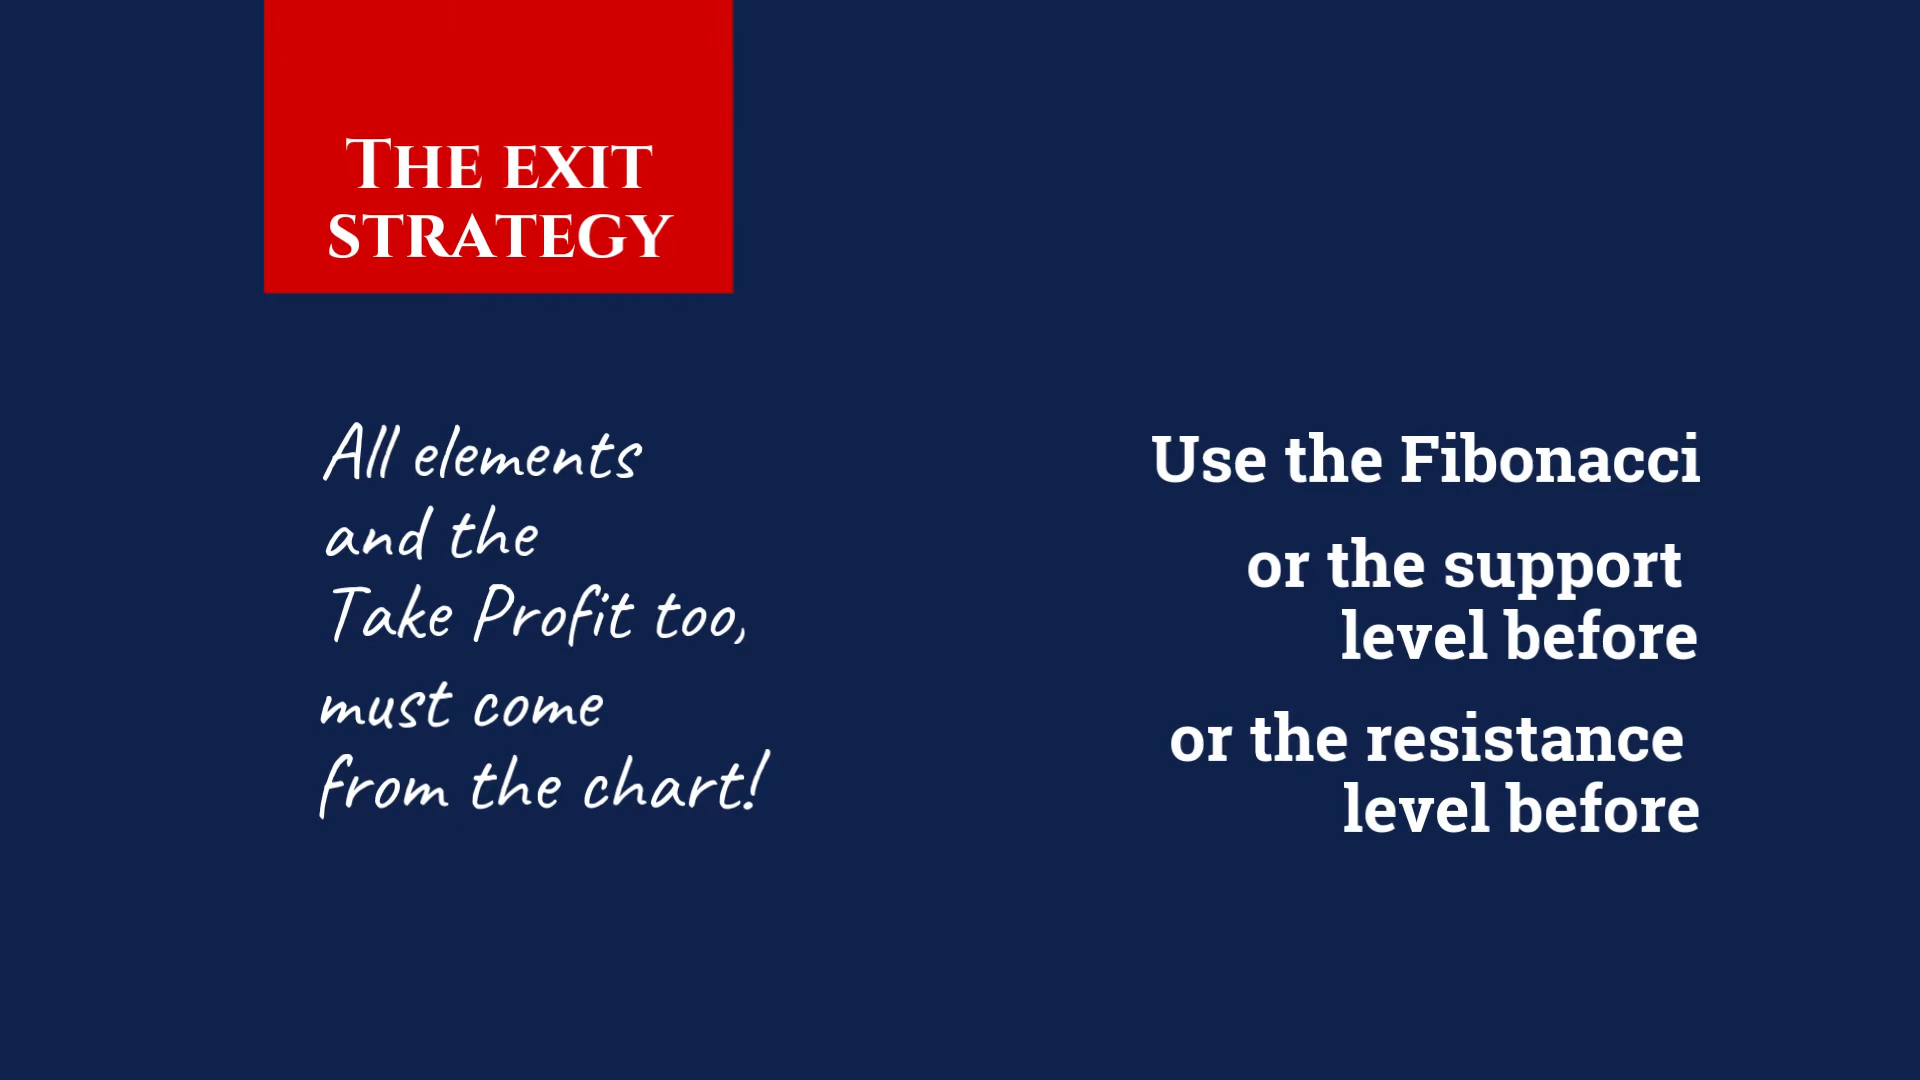 The exit
strategy
All elements
and the
Take Profit too,
must come
from the chart!
Use the Fibonacci
or the support
level before
or the resistance
level before